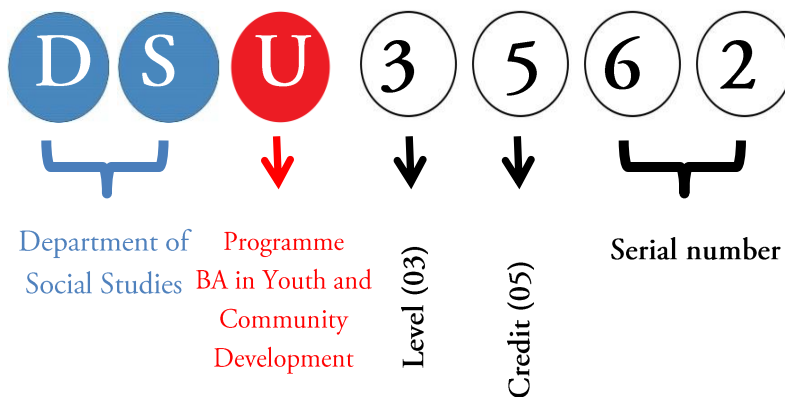 D S U 3 5 6 2
Department of
Social Studies
Programme
BA in Youth and
Community
Development
Level (03)
Credit (05)
Serial number